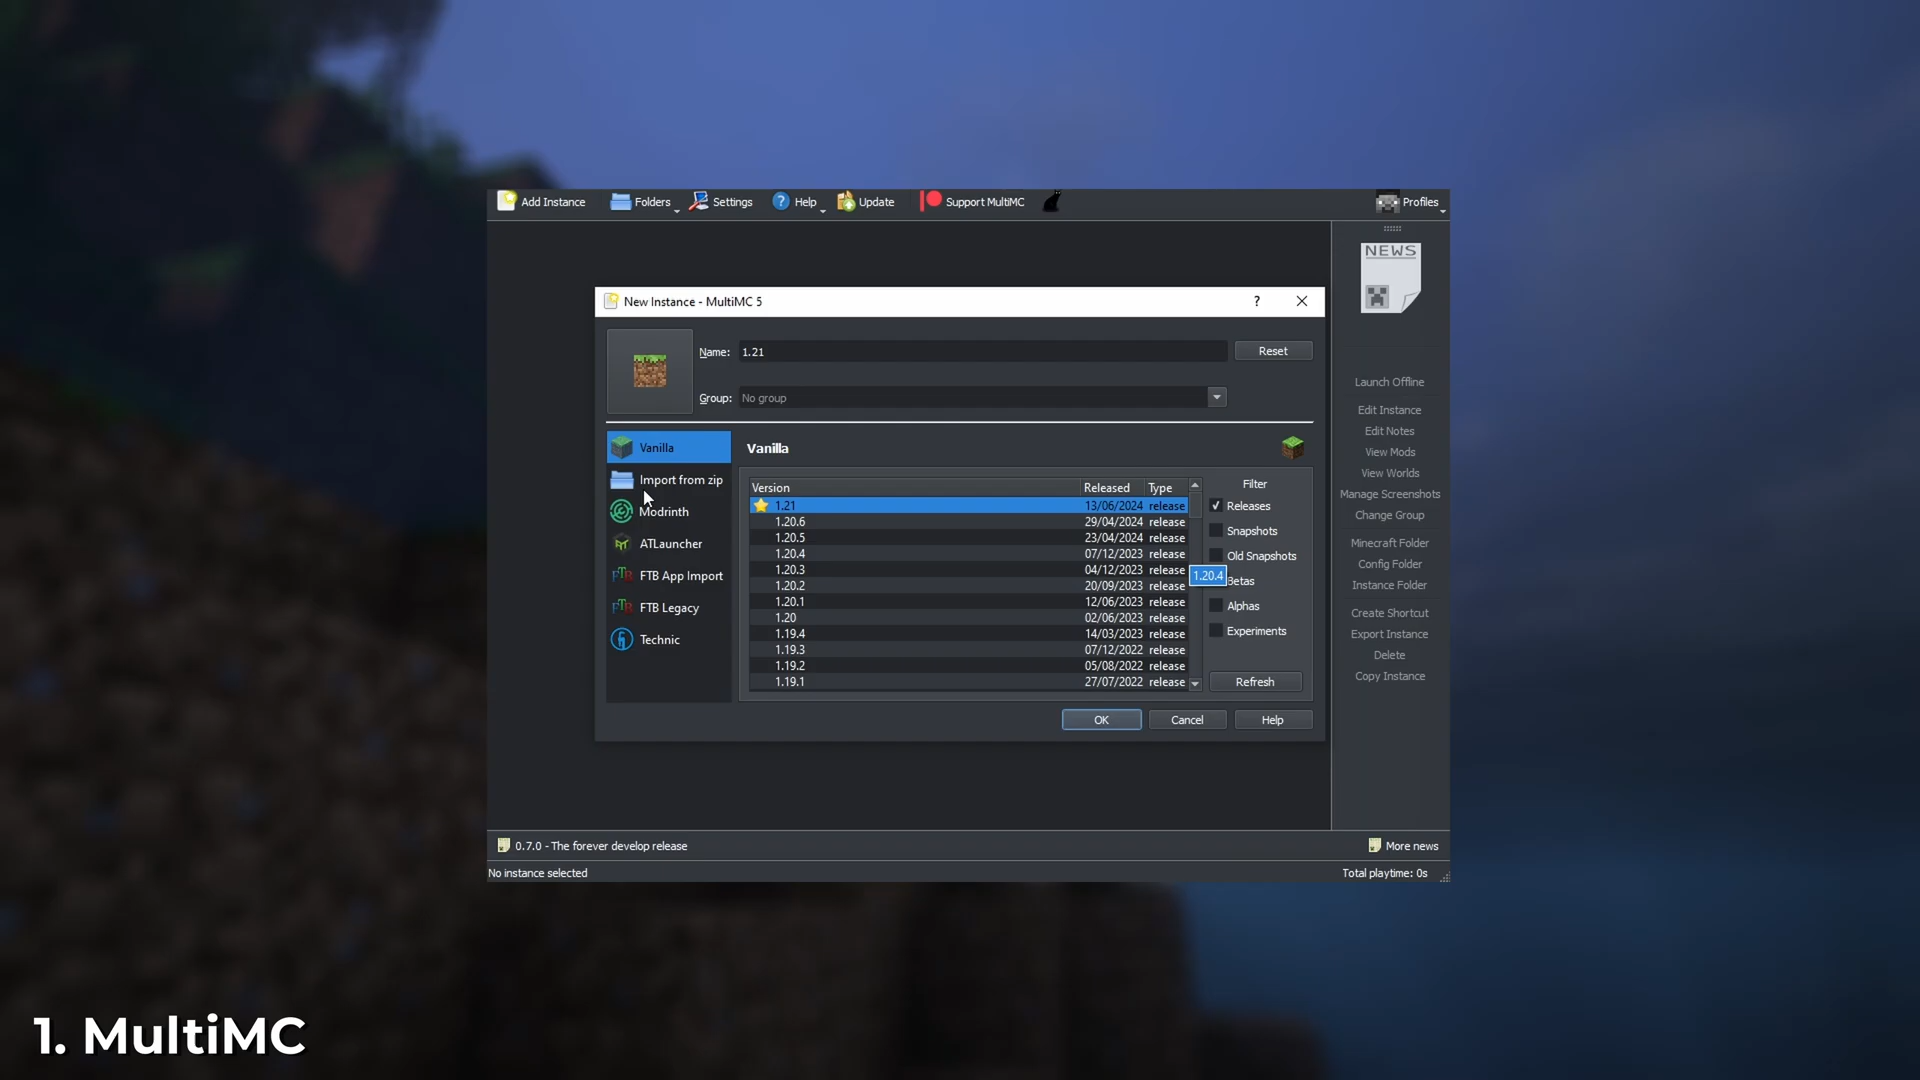 Add Instance Folders Settings Help Update Support MultiMC Profiles
NEWS
New Instance - MultiMC 5 ?
Name: 1.21 Reset
Group: No group
Vanilla
Import from zip
Modrinth
ATLauncher
FTB App Import
FTB Legacy
Technic
Vanilla
Version Released Type
1.21 13/06/2024 release
1.20.6 29/04/2024 release
1.20.5 23/04/2024 release
1.20.4 07/12/2023 release
1.20.3 04/12/2023 release
1.20.2 20/09/2023 release
1.20.1 12/06/2023 release
1.20 02/06/2023 release
1.19.4 14/03/2023 release
1.19.3 07/12/2022 release
1.19.2 05/08/2022 release
1.19.1 27/07/2022 release
Filter
Releases
Snapshots
Old Snapshots
1.20.4
Betas
Alphas
Experiments
Refresh
OK Cancel Help
Launch Offline
Edit Instance
Edit Notes
View Mods
View Worlds
Manage Screenshots
Change Group
Minecraft Folder
Config Folder
Instance Folder
Create Shortcut
Export Instance
Delete
Copy Instance
0.7.0 - The forever develop release More news
No instance selected Total playtime: 0s
1. MultiMC